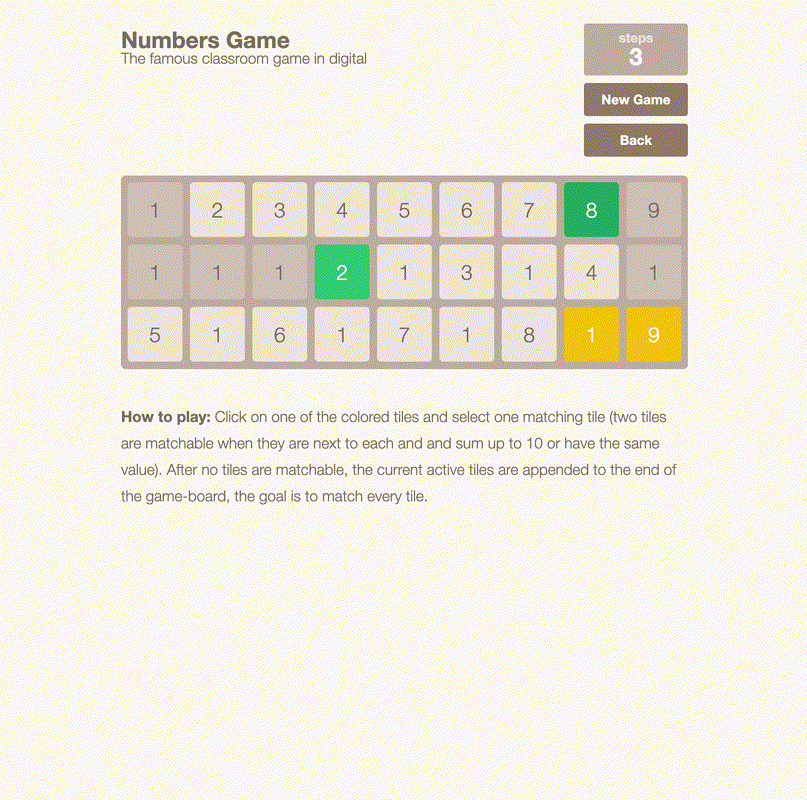 Numbers Game
The famous classroom game in digital
steps
3
New Game
Back
1 2 3 4 5 6 7 8 9
1 1 1 2 1 3 1 4 1
5 1 6 1 7 1 8 1 9
How to play: Click on one of the colored tiles and select one matching tile (two tiles
are matchable when they are next to each and and sum up to 10 or have the same
value). After no tiles are matchable, the current active tiles are appended to the end of
the game-board, the goal is to match every tile.